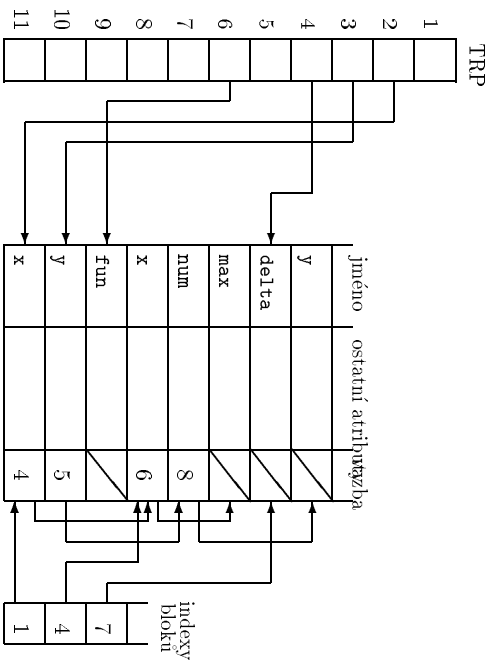 TRP
1
2
3
jméno ostatní atributy vazba
4 y
5 delta
6 max
7 num 8
indexy
bloků
8 x 6
9 fun 7
10 y 5 4
11 x 4 1